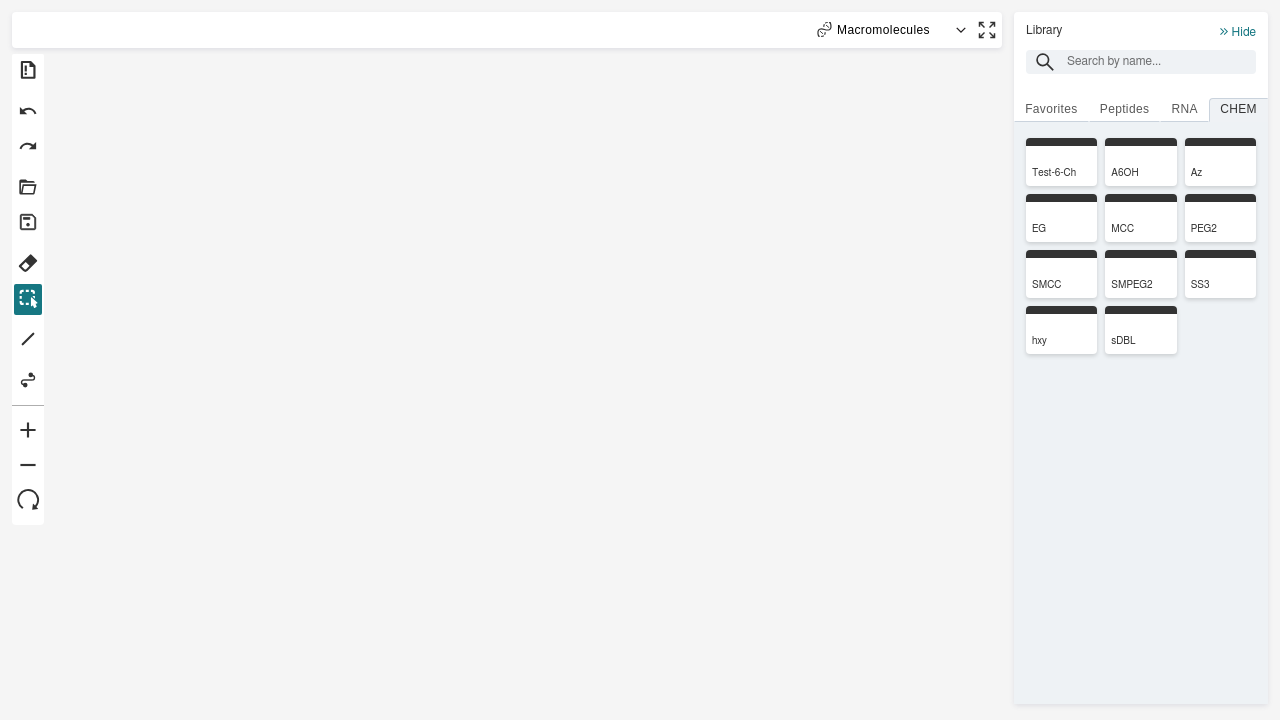 Macromolecules
Library
Hide
Search by name...
Favorites Peptides RNA CHEM
Test-6-Ch A6OH Az
EG MCC PEG2
SMCC SMPEG2 SS3
hxy sDBL